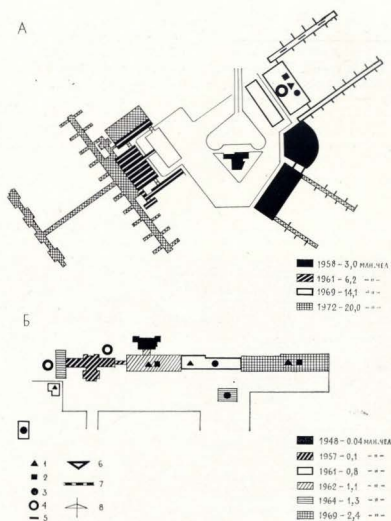 А
1958 – 3,0 млн.чел
1961 – 6,2 –"–
1969 – 14,1 –"–
1972 – 20,0 –"–
Б
1948 – 0.04 млн.чел
1957 – 0,1 –"–
1961 – 0,8 –"–
1962 – 1,1 –"–
1964 – 1,3 –"–
1969 – 2,4 –"–
1
2
3
4
5
6
7
8